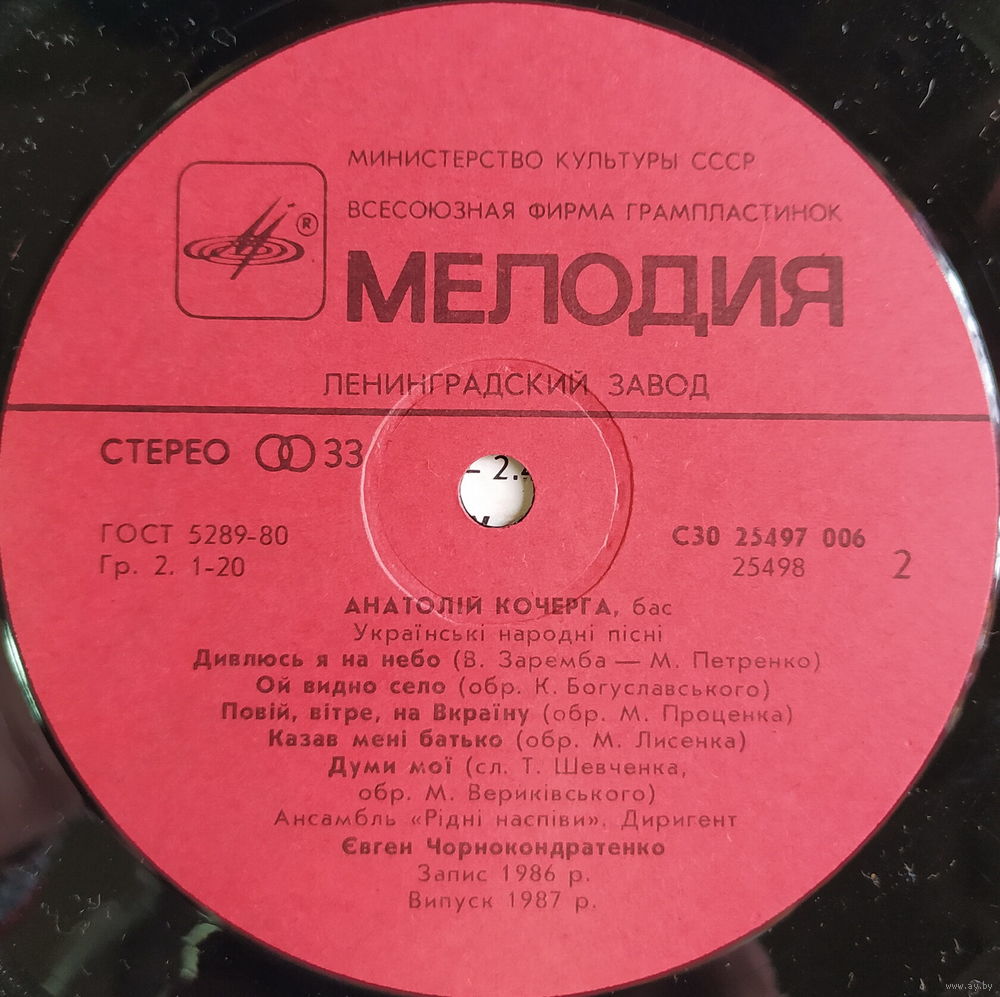 МИНИСТЕРСТВО КУЛЬТУРЫ СССР
ВСЕСОЮЗНАЯ ФИРМА ГРАМПЛАСТИНОК
®
МЕЛОДИЯ
ЛЕНИНГРАДСКИЙ ЗАВОД
СТЕРЕО 33
ГОСТ 5289-80
Гр. 2. 1-20
С30 25497 006
25498
2
АНАТОЛІЙ КОЧЕРГА, бас
Українські народні пісні
Дивлюсь я на небо (В. Заремба — М. Петренко)
Ой видно село (обр. К. Богуславського)
Повій, вітре, на Вкраїну (обр. М. Проценка)
Казав мені батько (обр. М. Лисенка)
Думи мої (сл. Т. Шевченка,
обр. М. Вериківського)
Ансамбль «Рідні наспіви». Диригент
Євген Чорнокондратенко
Запис 1986 р.
Випуск 1987 р.
www.ay.by